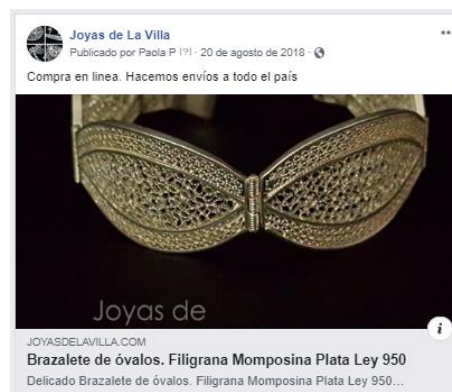 Joyas de La Villa
Publicado por Paola P [?] · 20 de agosto de 2018 ·
Compra en linea. Hacemos envíos a todo el país
Joyas de
i
JOYASDELAVILLA.COM
Brazalete de óvalos. Filigrana Momposina Plata Ley 950
Delicado Brazalete de óvalos. Filigrana Momposina Plata Ley 950...